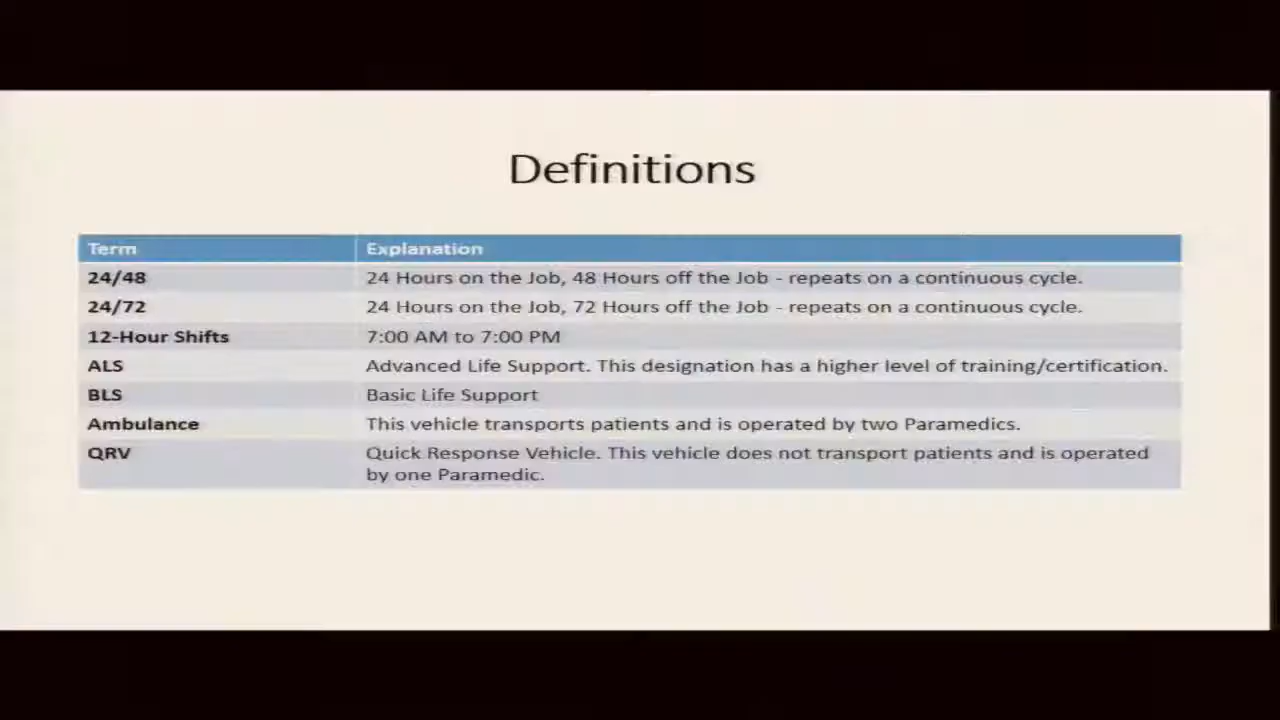 Definitions
Term Explanation
24/48 24 Hours on the Job, 48 Hours off the Job - repeats on a continuous cycle.
24/72 24 Hours on the Job, 72 Hours off the Job - repeats on a continuous cycle.
12-Hour Shifts 7:00 AM to 7:00 PM
ALS Advanced Life Support. This designation has a higher level of training/certification.
BLS Basic Life Support
Ambulance This vehicle transports patients and is operated by two Paramedics.
QRV Quick Response Vehicle. This vehicle does not transport patients and is operated
by one Paramedic.